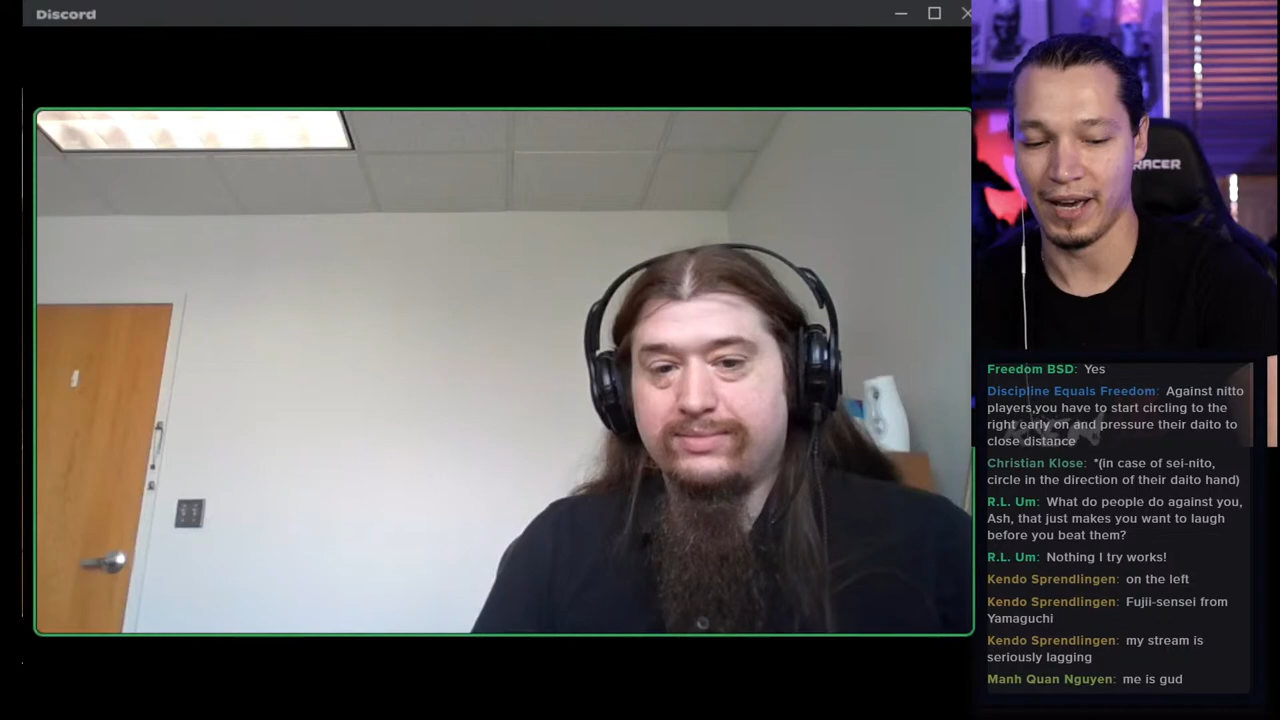 Discord
RACER
Freedom BSD: Yes
Discipline Equals Freedom: Against nitto
players,you have to start circling to the
right early on and pressure their daito to
close distance
Christian Klose: *(in case of sei-nito,
circle in the direction of their daito hand)
R.L. Um: What do people do against you,
Ash, that just makes you want to laugh
before you beat them?
R.L. Um: Nothing I try works!
Kendo Sprendlingen: on the left
Kendo Sprendlingen: Fujii-sensei from
Yamaguchi
Kendo Sprendlingen: my stream is
seriously lagging
Manh Quan Nguyen: me is gud